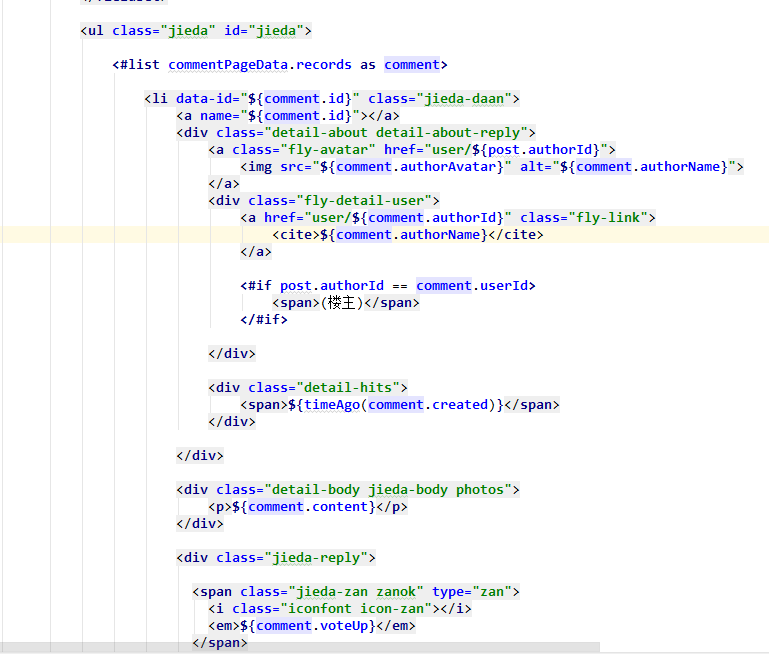 <ul class="jieda" id="jieda">
<#list commentPageData.records as comment>
<li data-id="${comment.id}" class="jieda-daan">
<a name="${comment.id}"></a>
<div class="detail-about detail-about-reply">
<a class="fly-avatar" href="user/${post.authorId}">
<img src="${comment.authorAvatar}" alt="${comment.authorName}">
</a>
<div class="fly-detail-user">
<a href="user/${comment.authorId}" class="fly-link">
<cite>${comment.authorName}</cite>
</a>
<#if post.authorId == comment.userId>
<span>(楼主)</span>
</#if>
</div>
<div class="detail-hits">
<span>${timeAgo(comment.created)}</span>
</div>
</div>
<div class="detail-body jieda-body photos">
<p>${comment.content}</p>
</div>
<div class="jieda-reply">
<span class="jieda-zan zanok" type="zan">
<i class="iconfont icon-zan"></i>
<em>${comment.voteUp}</em>
</span>